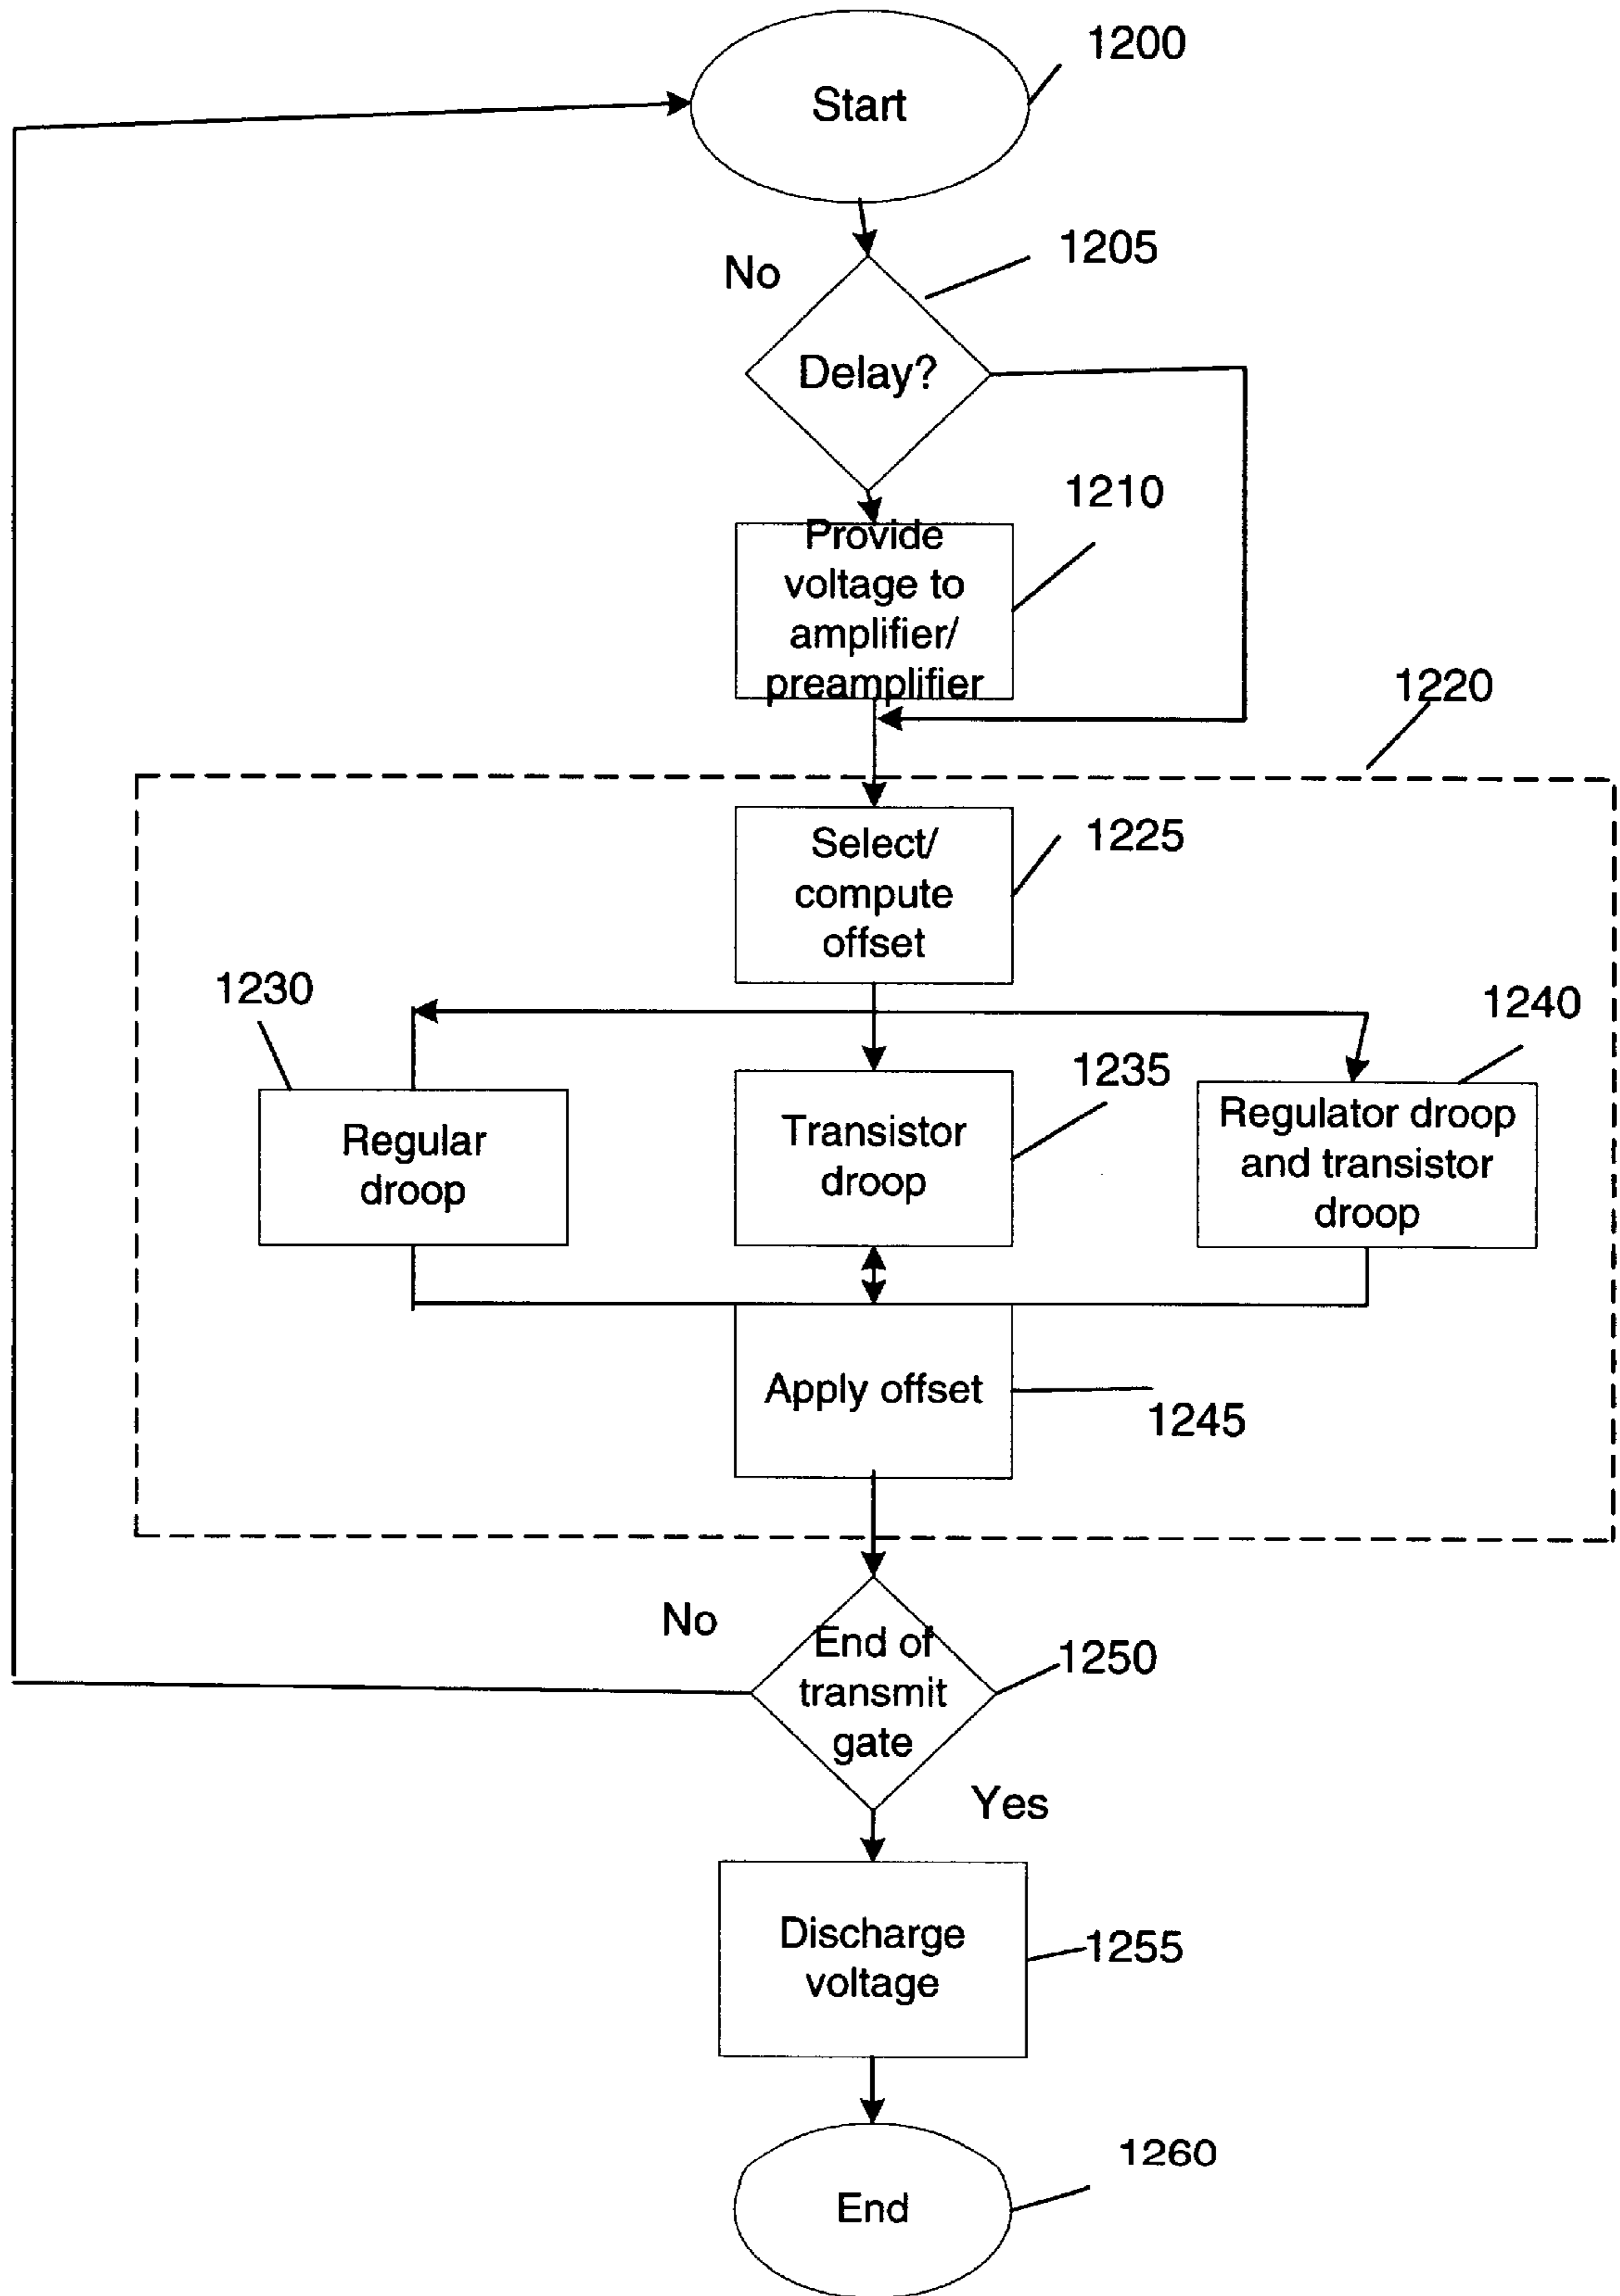 1200
Start
1205
No
Delay?
1210
Provide
voltage to
amplifier/
preamplifier
1220
1225
Select/
compute
offset
1230
1240
1235
Regular
droop
Transistor
droop
Regulator droop
and transistor
droop
Apply offset
1245
No
End of
transmit
gate
1250
Yes
Discharge
voltage
1255
1260
End